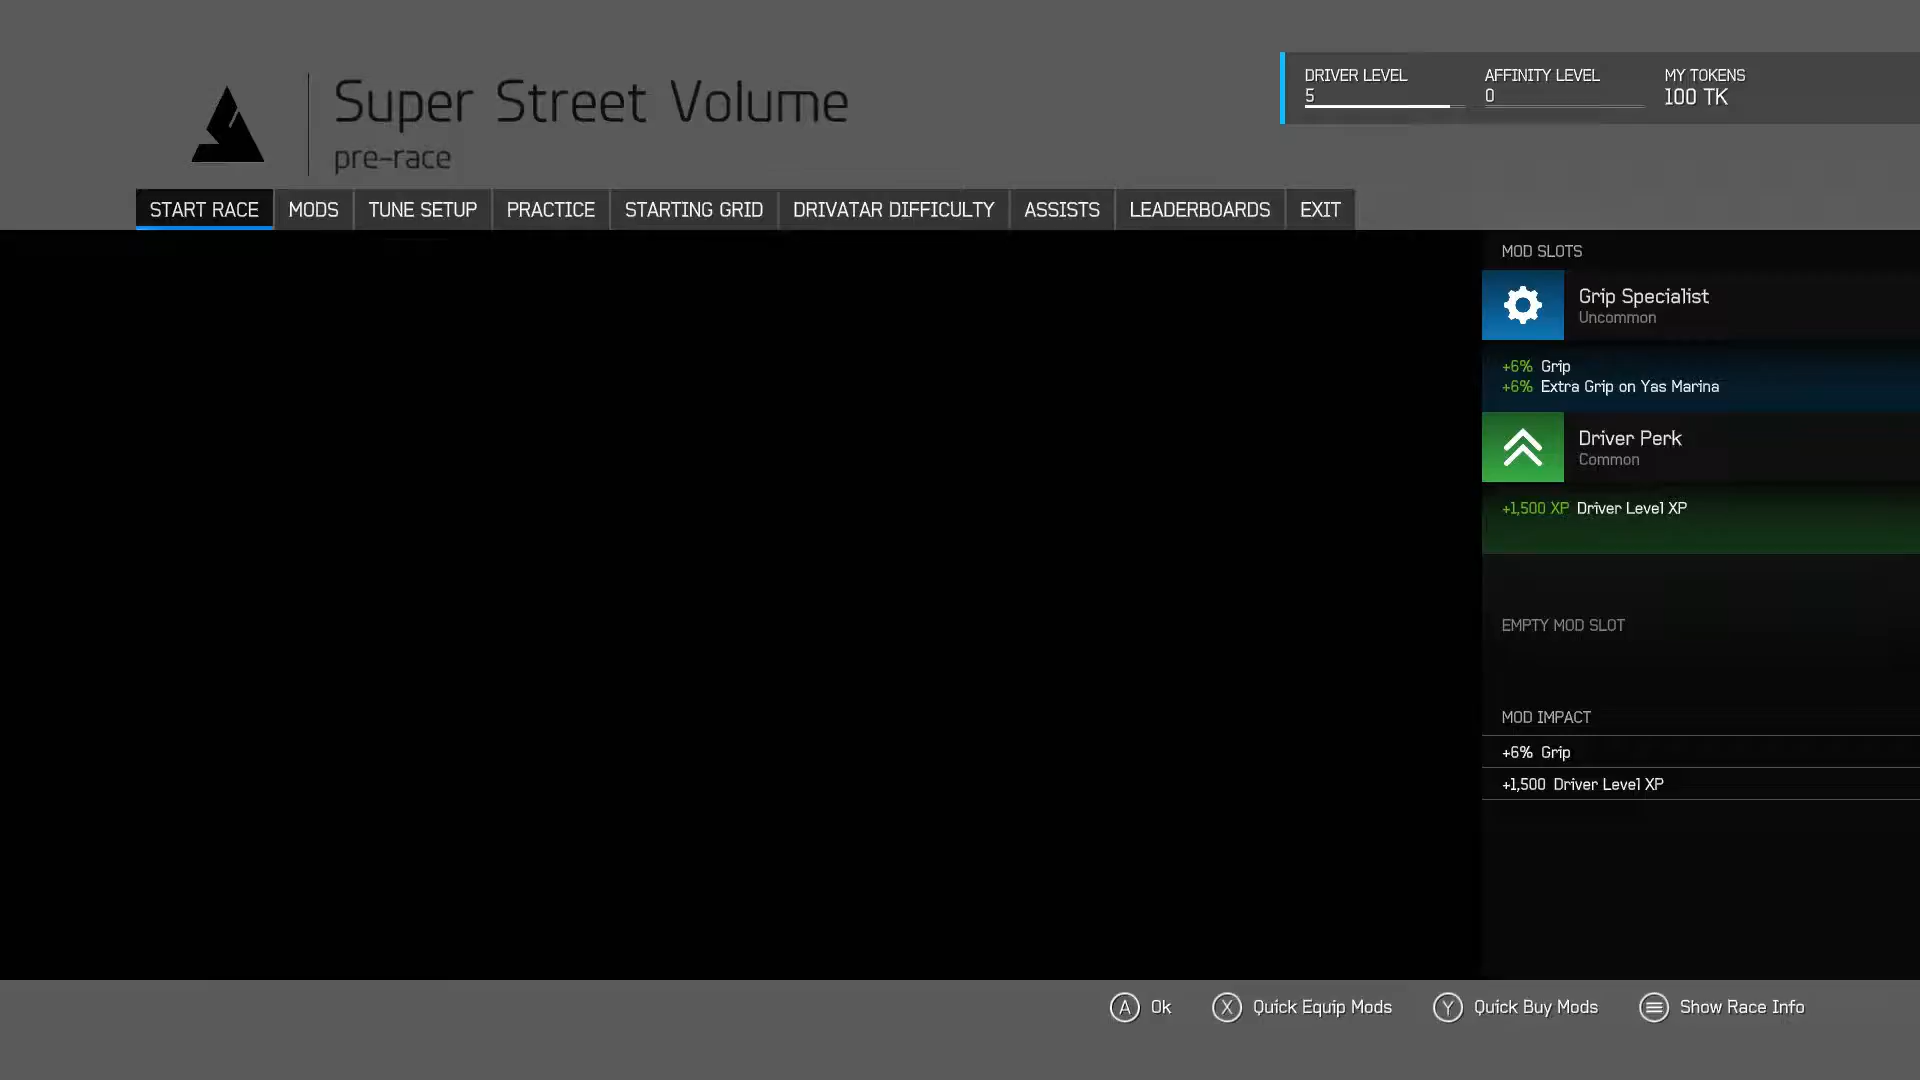 Super Street Volume
pre-race
DRIVER LEVEL
5
AFFINITY LEVEL
0
MY TOKENS
100 TK
START RACE
MODS
TUNE SETUP
PRACTICE
STARTING GRID
DRIVATAR DIFFICULTY
ASSISTS
LEADERBOARDS
EXIT
MOD SLOTS
Grip Specialist
Uncommon
+6% Grip
+6% Extra Grip on Yas Marina
Driver Perk
Common
+1,500 XP Driver Level XP
EMPTY MOD SLOT
MOD IMPACT
+6% Grip
+1,500 Driver Level XP
A Ok
X Quick Equip Mods
Y Quick Buy Mods
Show Race Info